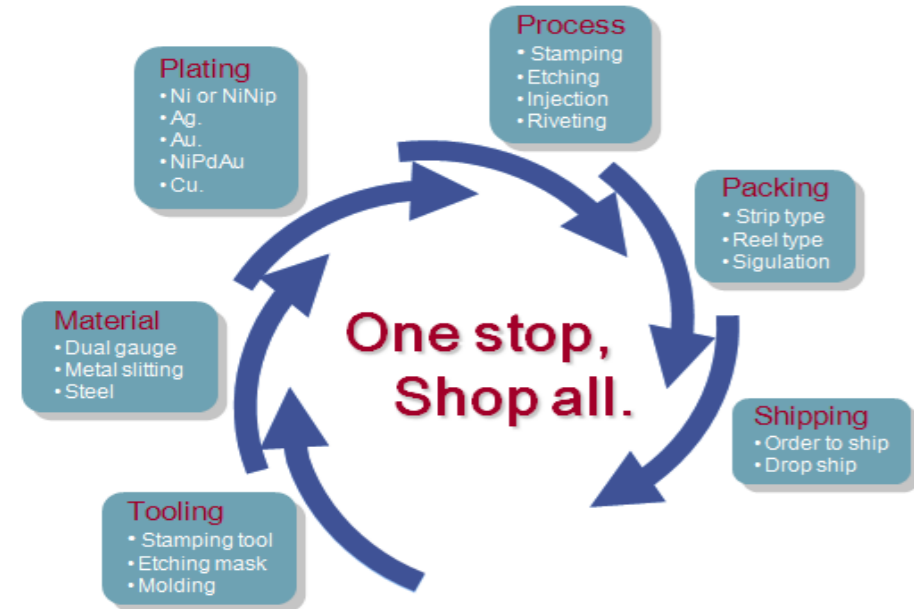 Process
• Stamping
• Etching
• Injection
• Riveting
Plating
• Ni or NiNip
• Ag.
• Au.
• NiPdAu
• Cu.
Packing
• Strip type
• Reel type
• Sigulation
Material
• Dual gauge
• Metal slitting
• Steel
One stop,
Shop all.
Shipping
• Order to ship
• Drop ship
Tooling
• Stamping tool
• Etching mask
• Molding